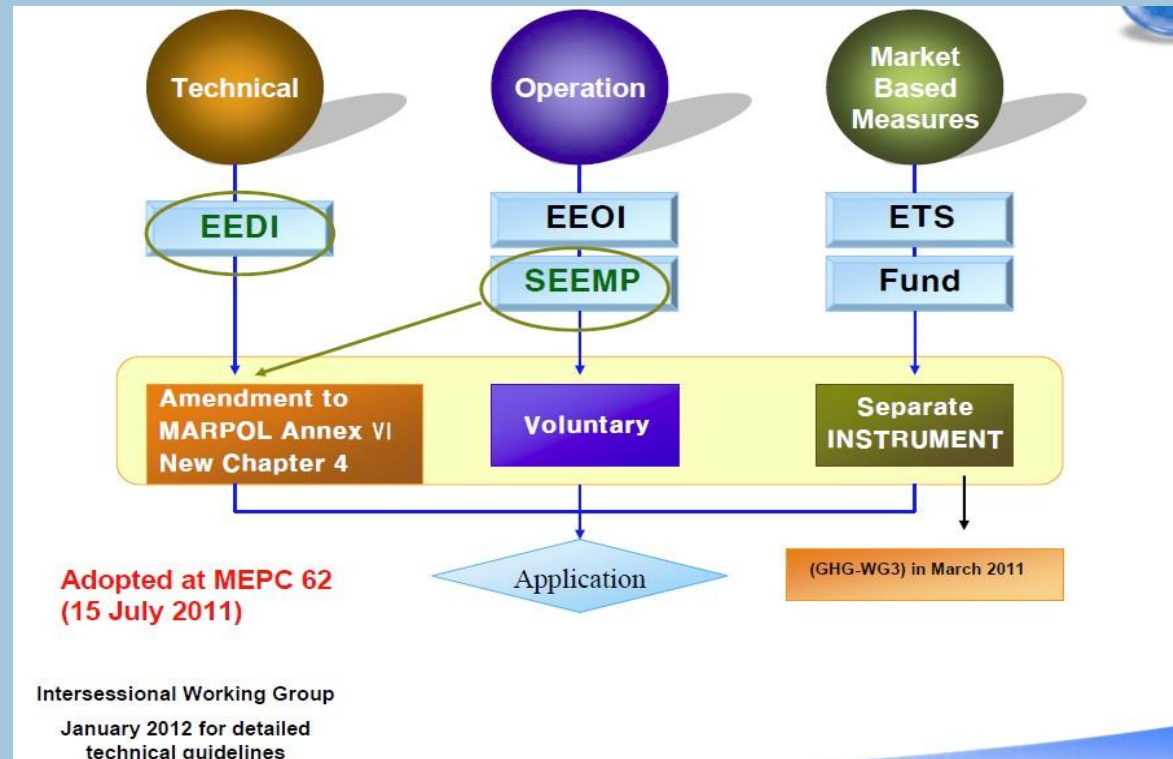 Technical
Operation
Market
Based
Measures
EEDI
EEOI
ETS
SEEMP
Fund
Amendment to
MARPOL Annex VI
New Chapter 4
Voluntary
Separate
INSTRUMENT
Adopted at MEPC 62
(15 July 2011)
Application
(GHG-WG3) in March 2011
Intersessional Working Group
January 2012 for detailed
technical guidelines